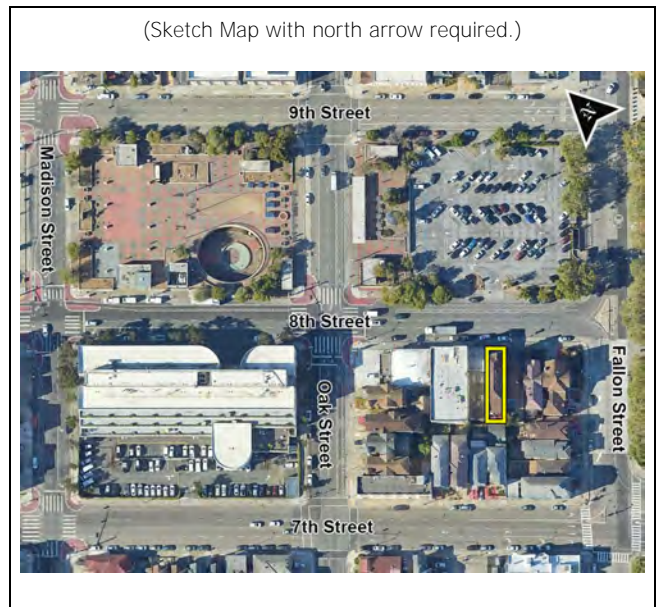 (Sketch Map with north arrow required.)
9th Street
Madison Street
8th Street
Oak Street
Fallon Street
7th Street
N